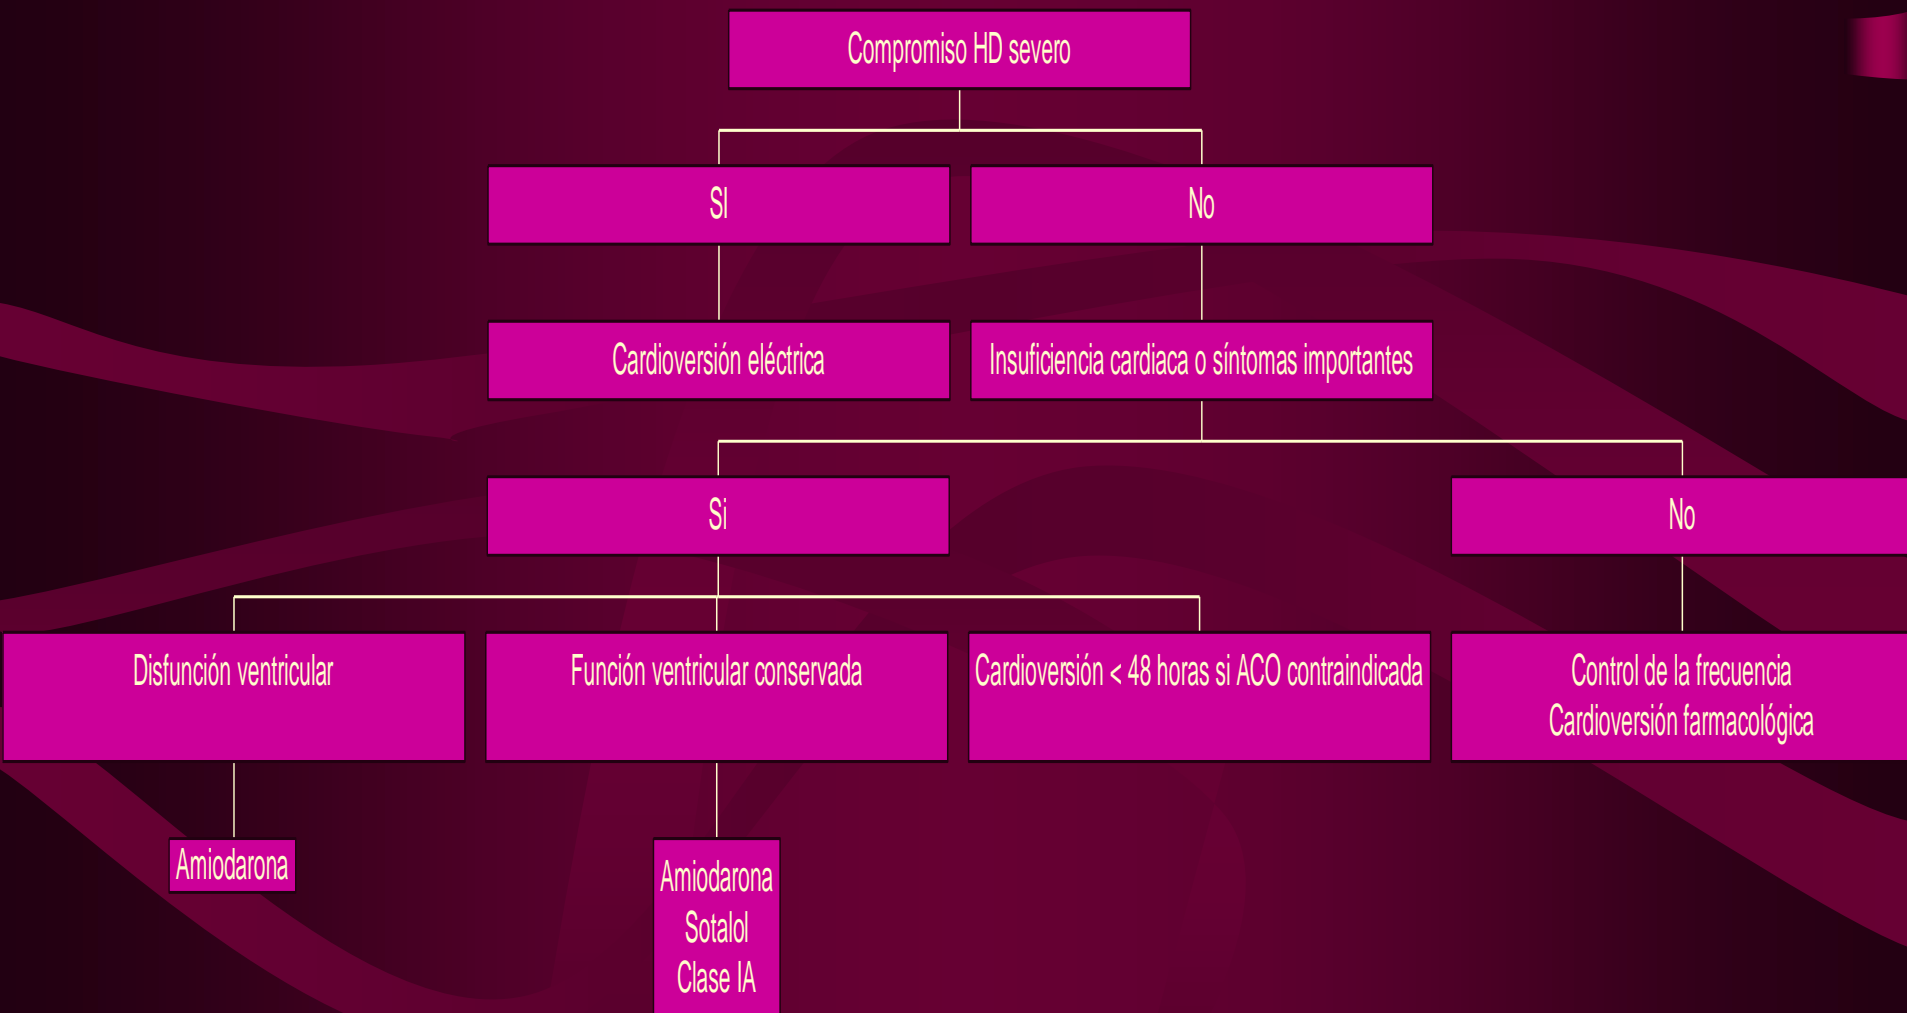 Compromiso HD severo
SI
No
Cardioversión eléctrica
Insuficiencia cardiaca o síntomas importantes
Si
No
Disfunción ventricular
Función ventricular conservada
Cardioversión < 48 horas si ACO contraindicada
Control de la frecuencia
Cardioversión farmacológica
Amiodarona
Amiodarona
Sotalol
Clase IA